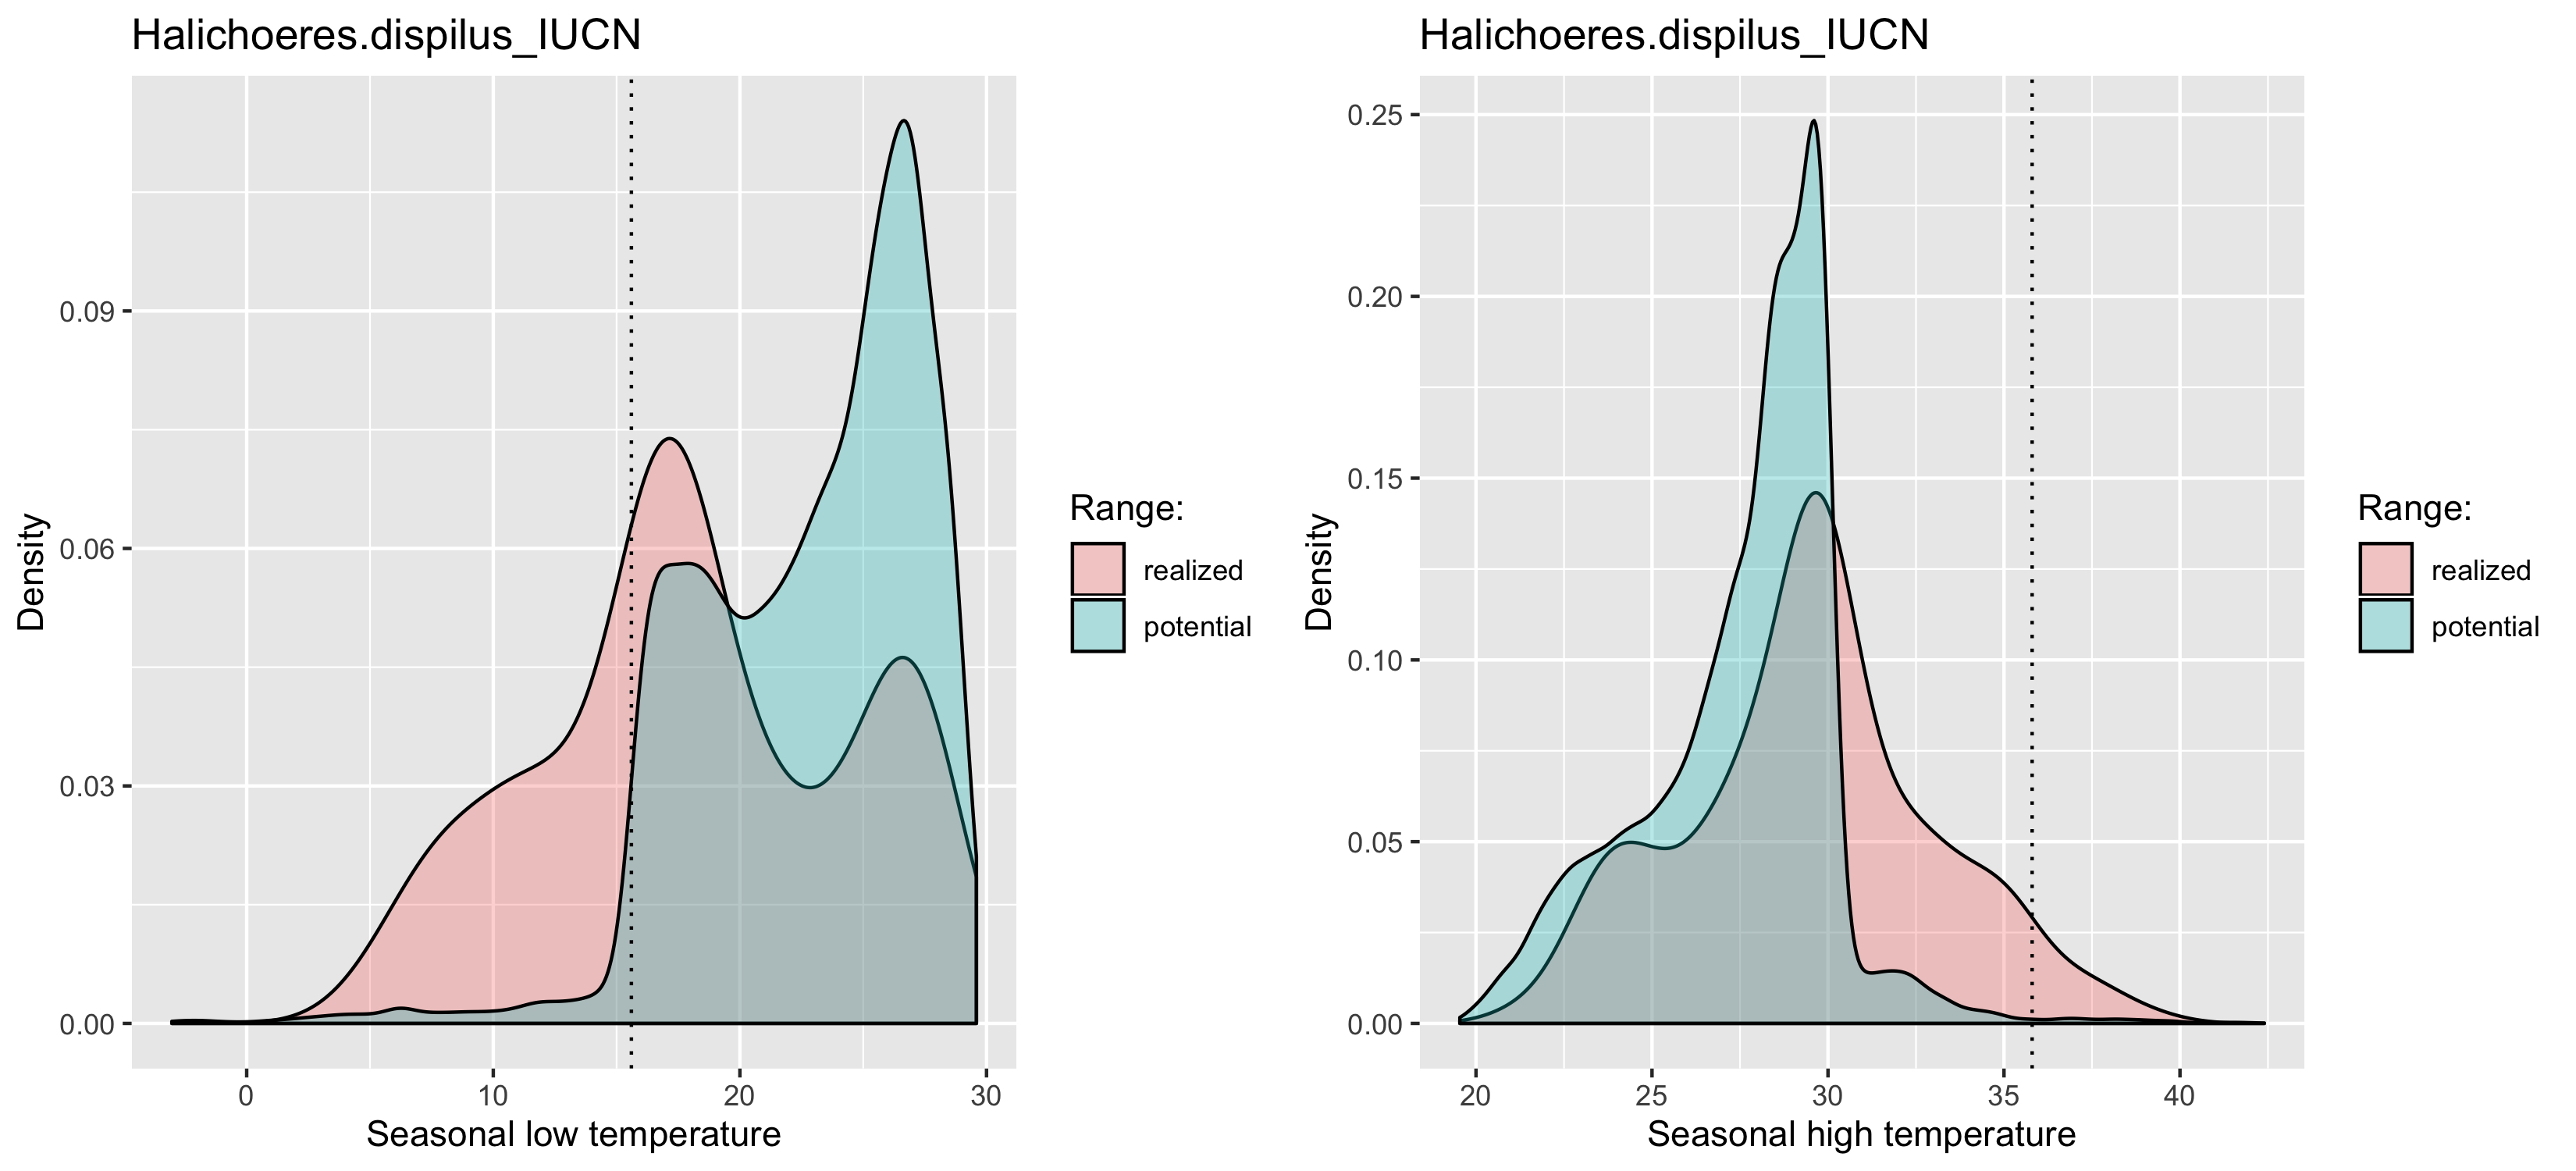 Halichoeres.dispilus_IUCN
Density
0.09
0.06
0.03
0.00
0 10 20 30
Seasonal low temperature
Range:
realized
potential
Halichoeres.dispilus_IUCN
Density
0.25
0.20
0.15
0.10
0.05
0.00
20 25 30 35 40
Seasonal high temperature
Range:
realized
potential